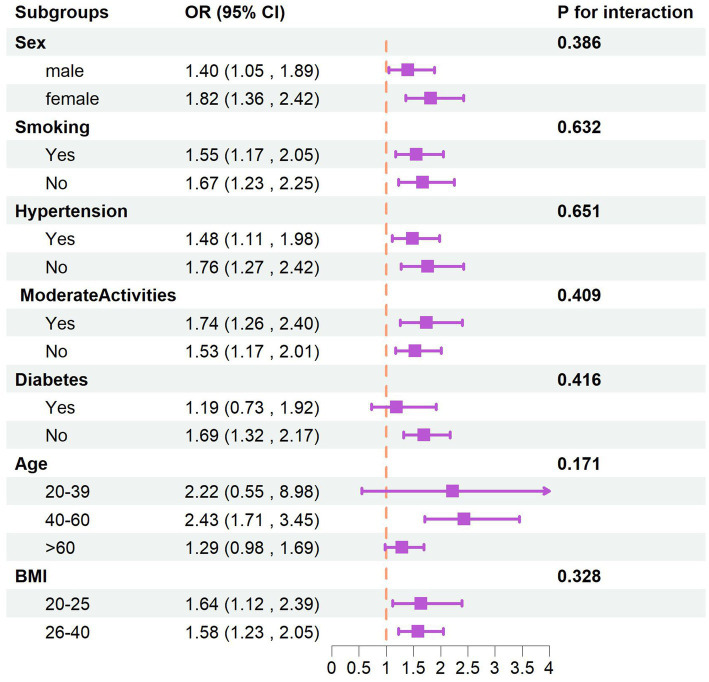 Subgroups OR (95% CI) P for interaction
Sex 0.386
male 1.40 (1.05 , 1.89)
female 1.82 (1.36 , 2.42)
Smoking 0.632
Yes 1.55 (1.17 , 2.05)
No 1.67 (1.23 , 2.25)
Hypertension 0.651
Yes 1.48 (1.11 , 1.98)
No 1.76 (1.27 , 2.42)
ModerateActivities 0.409
Yes 1.74 (1.26 , 2.40)
No 1.53 (1.17 , 2.01)
Diabetes 0.416
Yes 1.19 (0.73 , 1.92)
No 1.69 (1.32 , 2.17)
Age 0.171
20-39 2.22 (0.55 , 8.98)
40-60 2.43 (1.71 , 3.45)
>60 1.29 (0.98 , 1.69)
BMI 0.328
20-25 1.64 (1.12 , 2.39)
26-40 1.58 (1.23 , 2.05)
0 0.5 1 1.5 2 2.5 3 3.5 4